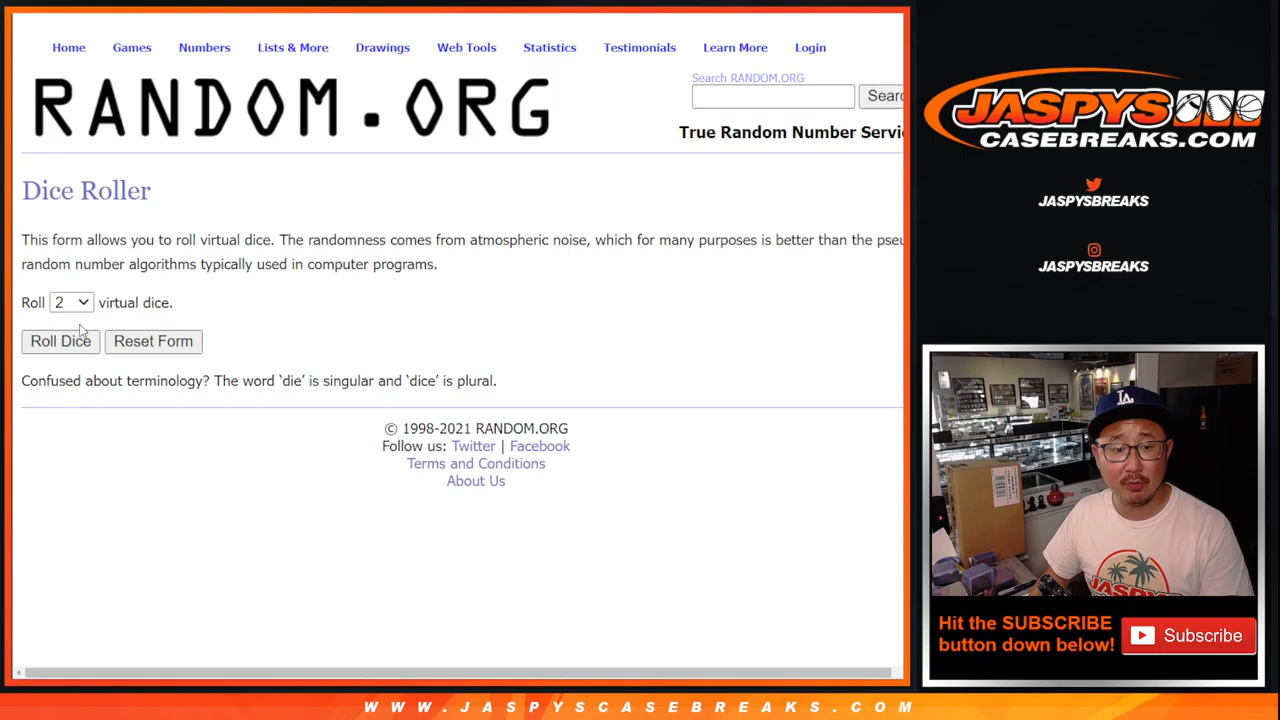 Home Games Numbers Lists & More Drawings Web Tools Statistics Testimonials Learn More Login
RANDOM.ORG
Search RANDOM.ORG
Searc
True Random Number Servi
Dice Roller
This form allows you to roll virtual dice. The randomness comes from atmospheric noise, which for many purposes is better than the pseu
random number algorithms typically used in computer programs.
Roll 2 virtual dice.
Roll Dice Reset Form
Confused about terminology? The word ‘die’ is singular and ‘dice’ is plural.
© 1998-2021 RANDOM.ORG
Follow us: Twitter | Facebook
Terms and Conditions
About Us
JASPYS
CASEBREAKS.COM
JASPYSBREAKS
JASPYSBREAKS
LA
JASPYS
Hit the SUBSCRIBE
button down below!
Subscribe
WWW.JASPYSCASEBREAKS.COM